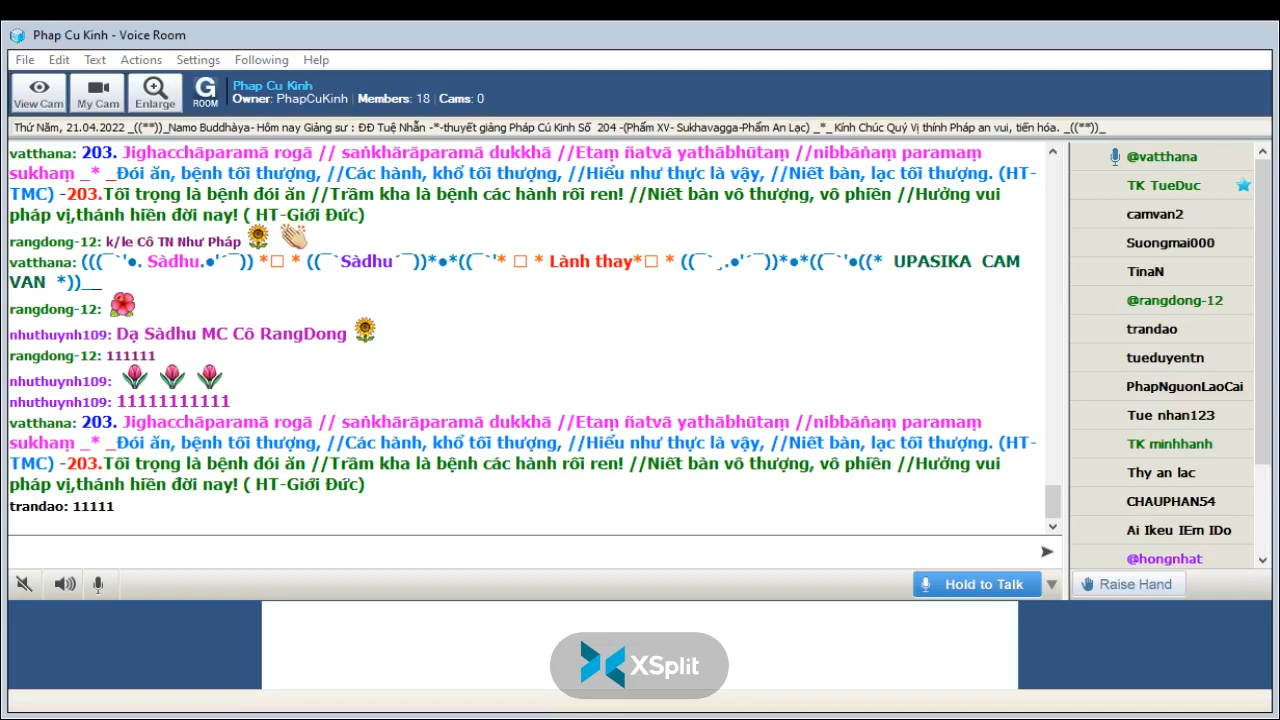 Phap Cu Kinh - Voice Room
File Edit Text Actions Settings Following Help
View Cam My Cam Enlarge G ROOM
Phap Cu Kinh
Owner: PhapCuKinh | Members: 18 | Cams: 0
Thứ Năm, 21.04.2022 _((**))_Namo Buddhàya- Hôm nay Giảng sư : ĐĐ Tuệ Nhẫn -*-thuyết giảng Pháp Cú Kinh Số 204 -(Phẩm XV- Sukhavagga-Phẩm An Lạc) _*_ Kính Chúc Quý Vị thính Pháp an vui, tiến hóa. _((**))_
vatthana: 203. Jighacchāparamā rogā // saṅkhārāparamā dukkhā //Etaṃ ñatvā yathābhūtaṃ //nibbāṅaṃ paramaṃ
sukhaṃ _* _Đói ăn, bệnh tối thượng, //Các hành, khổ tối thượng, //Hiểu như thực là vậy, //Niết bàn, lạc tối thượng. (HT-
TMC) -203.Tối trọng là bệnh đói ăn //Trầm kha là bệnh các hành rối ren! //Niết bàn vô thượng, vô phiền //Hưởng vui
pháp vị,thánh hiền đời nay! ( HT-Giới Đức)
rangdong-12: k/le Cô TN Như Pháp
vatthana: (((¯`'●. Sàdhu.●'´¯)) *□ * ((¯`Sàdhu´¯))*●*((¯`'* □ * Lành thay*□ * ((¯`¸.●'´¯))*●*((¯`'●((* UPASIKA CAM
VAN *))__
rangdong-12:
nhuthuynh109: Dạ Sàdhu MC Cô RangDong
rangdong-12: 111111
nhuthuynh109:
nhuthuynh109: 11111111111
vatthana: 203. Jighacchāparamā rogā // saṅkhārāparamā dukkhā //Etaṃ ñatvā yathābhūtaṃ //nibbāṅaṃ paramaṃ
sukhaṃ _* _Đói ăn, bệnh tối thượng, //Các hành, khổ tối thượng, //Hiểu như thực là vậy, //Niết bàn, lạc tối thượng. (HT-
TMC) -203.Tối trọng là bệnh đói ăn //Trầm kha là bệnh các hành rối ren! //Niết bàn vô thượng, vô phiền //Hưởng vui
pháp vị,thánh hiền đời nay! ( HT-Giới Đức)
trandao: 11111
@vatthana
TK TueDuc
camvan2
Suongmai000
TinaN
@rangdong-12
trandao
tueduyentn
PhapNguonLaoCai
Tue nhan123
TK minhhanh
Thy an lac
CHAUPHAN54
Ai Ikeu IEm IDo
@hongnhat
Hold to Talk
Raise Hand
XSplit